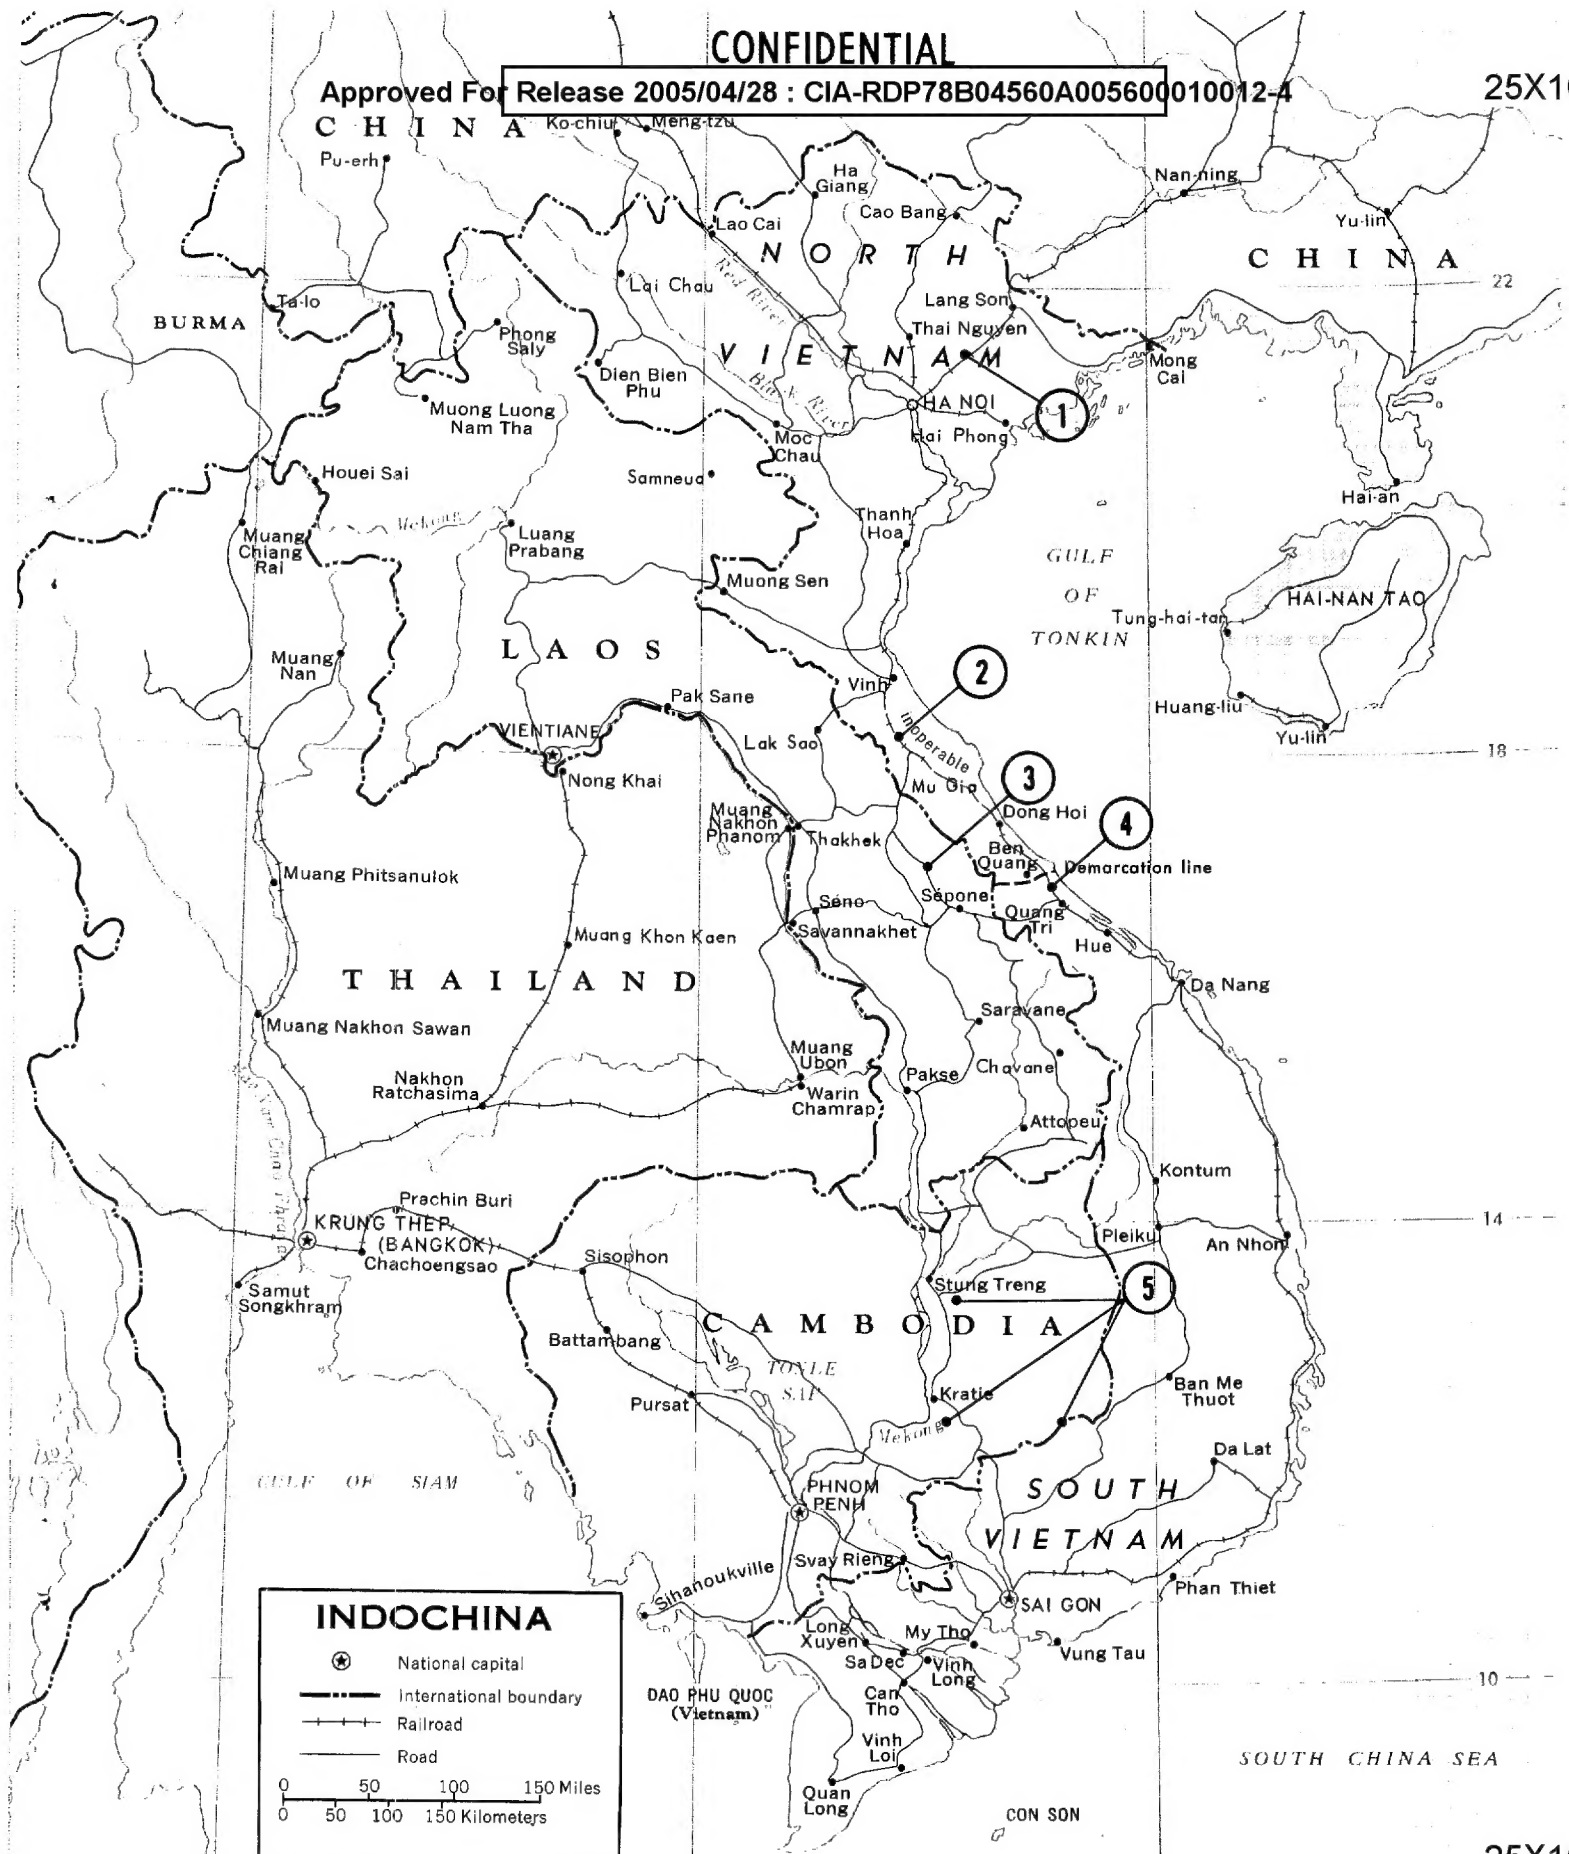 CONFIDENTIAL
Approved For Release 2005/04/28 : CIA-RDP78B04560A005600010012-4
25X1
CHINA
Ko-chiu
Meng-tzu
Pu-erh
Ha
Giang
Cao Bang
Nan-ning
Yu-lin
Lao Cai
NORTH
CHINA
Red River
Lai Chau
22
Ta-lo
Lang Son
BURMA
Phong
Saly
Thai Nguyen
VIETNAM
Mong
Cai
Dien Bien
Phu
Black River
HA NOI
1
Muong Luong
Nam Tha
Moc
Chau
Hai Phong
Houei Sai
Samneua
Hai-an
Mekong
Muang
Chiang
Rai
Luang
Prabang
Thanh
Hoa
GULF
OF
TONKIN
Muong Sen
HAI-NAN TAO
Tung-hai-tan
LAOS
Muang
Nan
Vinh
2
Pak Sane
Huang-liu
Yu-lin
VIENTIANE
Lak Sao
inoperable
18
Nong Khai
Mu Gia
3
Muang
Nakhon
Phanom
Thakhek
Dong Hoi
4
Ben
Quang
Demarcation line
Muang Phitsanulok
Séno
Sépone
Quang
Tri
Savannakhet
Muang Khon Kaen
Hue
THAILAND
Da Nang
Muang Nakhon Sawan
Saravane
Muang
Ubon
Chavane
Nakhon
Ratchasima
Pakse
Warin
Chamrap
Attopeu
Kontum
Prachin Buri
KRUNG THEP
(BANGKOK)
Pleiku
14
An Nhon
Chachoengsao
Sisophon
Samut
Songkhram
Stung Treng
5
CAMBODIA
Battambang
TONLE
SAP
Ban Me
Thuot
Pursat
Kratie
Mekong
Da Lat
GULF OF SIAM
PHNOM
PENH
SOUTH
VIETNAM
Svay Rieng
Sihanoukville
Phan Thiet
SAI GON
Long
Xuyen
My Tho
Vung Tau
Sa Dec
Vinh
Long
DAO PHU QUOC
(Vietnam)
Can
Tho
10
Vinh
Loi
SOUTH CHINA SEA
Quan
Long
CON SON
INDOCHINA
National capital
International boundary
Railroad
Road
0 50 100 150 Miles
0 50 100 150 Kilometers